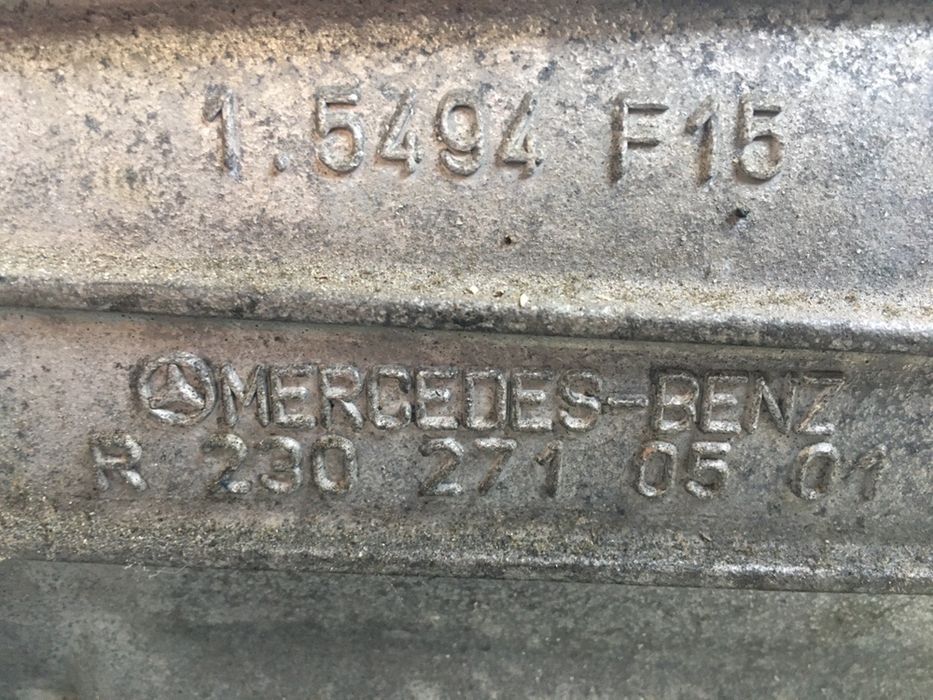 1.5494 F15
MERCEDES-BENZ
R 230 271 05 01